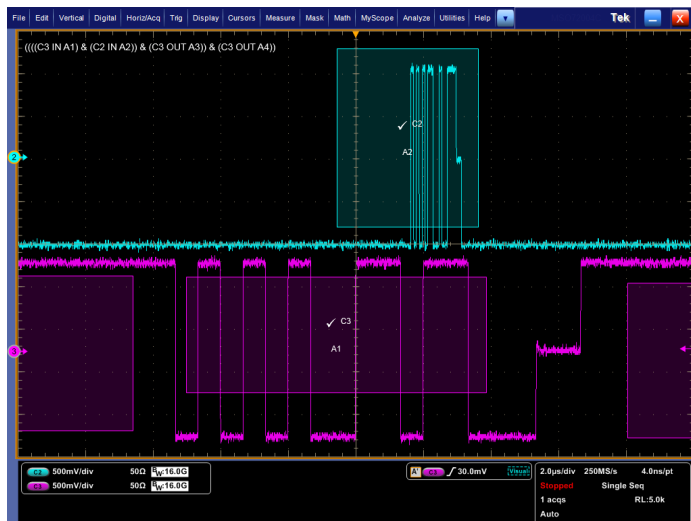 File Edit Vertical Digital Horiz/Acq Trig Display Cursors Measure Mask Math MyScope Analyze Utilities Help Tek X
((((C3 IN A1) & (C2 IN A2)) & (C3 OUT A3)) & (C3 OUT A4))
C2
A2
2
C3
A1
3
C2 500mV/div 50Ω BW:16.0G
C3 500mV/div 50Ω BW:16.0G
A' C3 30.0mV Visual
2.0µs/div 250MS/s 4.0ns/pt
Stopped Single Seq
1 acqs RL:5.0k
Auto